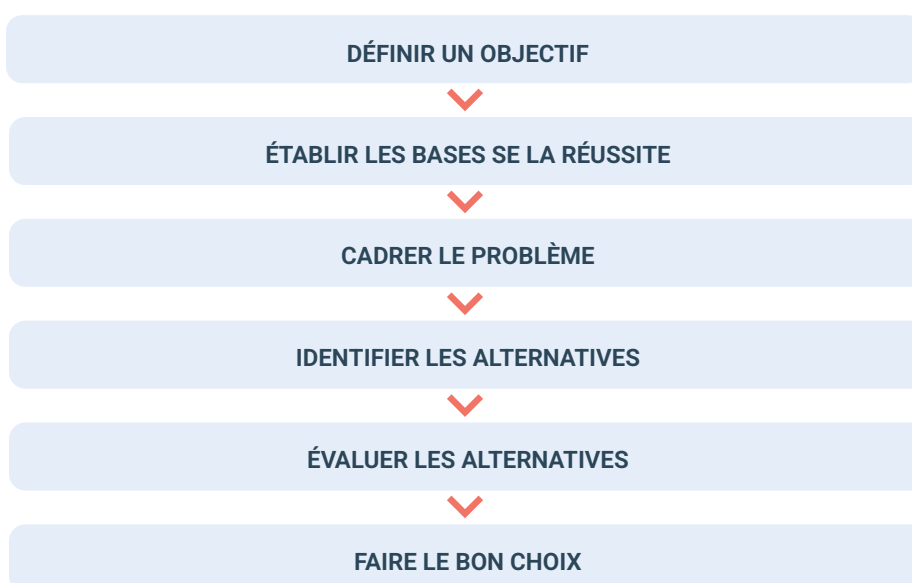 DÉFINIR UN OBJECTIF
ÉTABLIR LES BASES SE LA RÉUSSITE
CADRER LE PROBLÈME
IDENTIFIER LES ALTERNATIVES
ÉVALUER LES ALTERNATIVES
FAIRE LE BON CHOIX